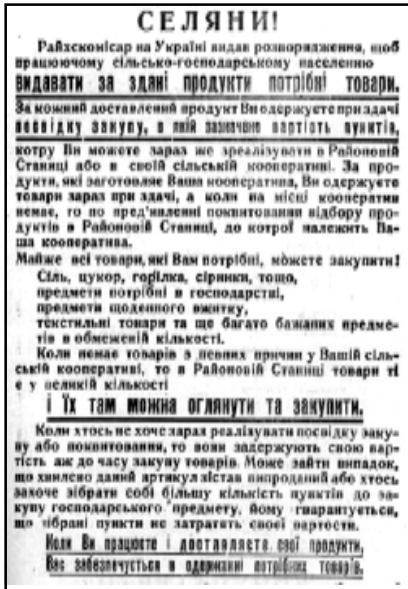 СЕЛЯНИ!
Райхскомісар на Україні видав розпорядження, щоб
працюючому сільсько-господарському населенню
видавати за здані продукти потрібні товари.
За кожний доставлений продукт Ви одержуєте при здачі
посвідку закупу, в якій зазначено вартість пунктів,
котру Ви можете зараз же зреалізувати в Районовій
Станиці або в своїй сільській кооперативі. За про-
дукти, які заготовляє Ваша кооператива, Ви одержуєте
товари зараз при здачі, а коли на місці кооперативи
немає, то по пред'явленні поквитовання відбору про-
дуктів в Районовій Станиці, до котрої належить Ва-
ша кооператива.
Майже всі товари, які Вам потрібні, можете закупити!
Сіль, цукор, горілка, сірники, тощо,
предмети потрібні в господарстві,
предмети щоденного вжитку,
текстильні товари та ще багато бажаних предме-
тів в обмеженій кількості.
Коли немає товарів з певних причин у Вашій сіль-
ській кооперативі, то в Районовій Станиці товари ті
є у великій кількості
і їх там можна оглянути та закупити.
Коли хтось не хоче зараз реалізувати посвідку заку-
пу або поквитовання, то вони задержують свою вар-
тість аж до часу закупу товарів. Може зайти випадок,
що хвилево даний артикул зістав випроданий або хтось
захоче зібрати собі більшу кількість пунктів до за-
купу господарського предмету, йому гварантується,
що зібрані пункти не затратять своєї вартости.
Коли Ви працюєте і доставляєте свої продукти,
Вас забезпечується в одержанні потрібних товарів.